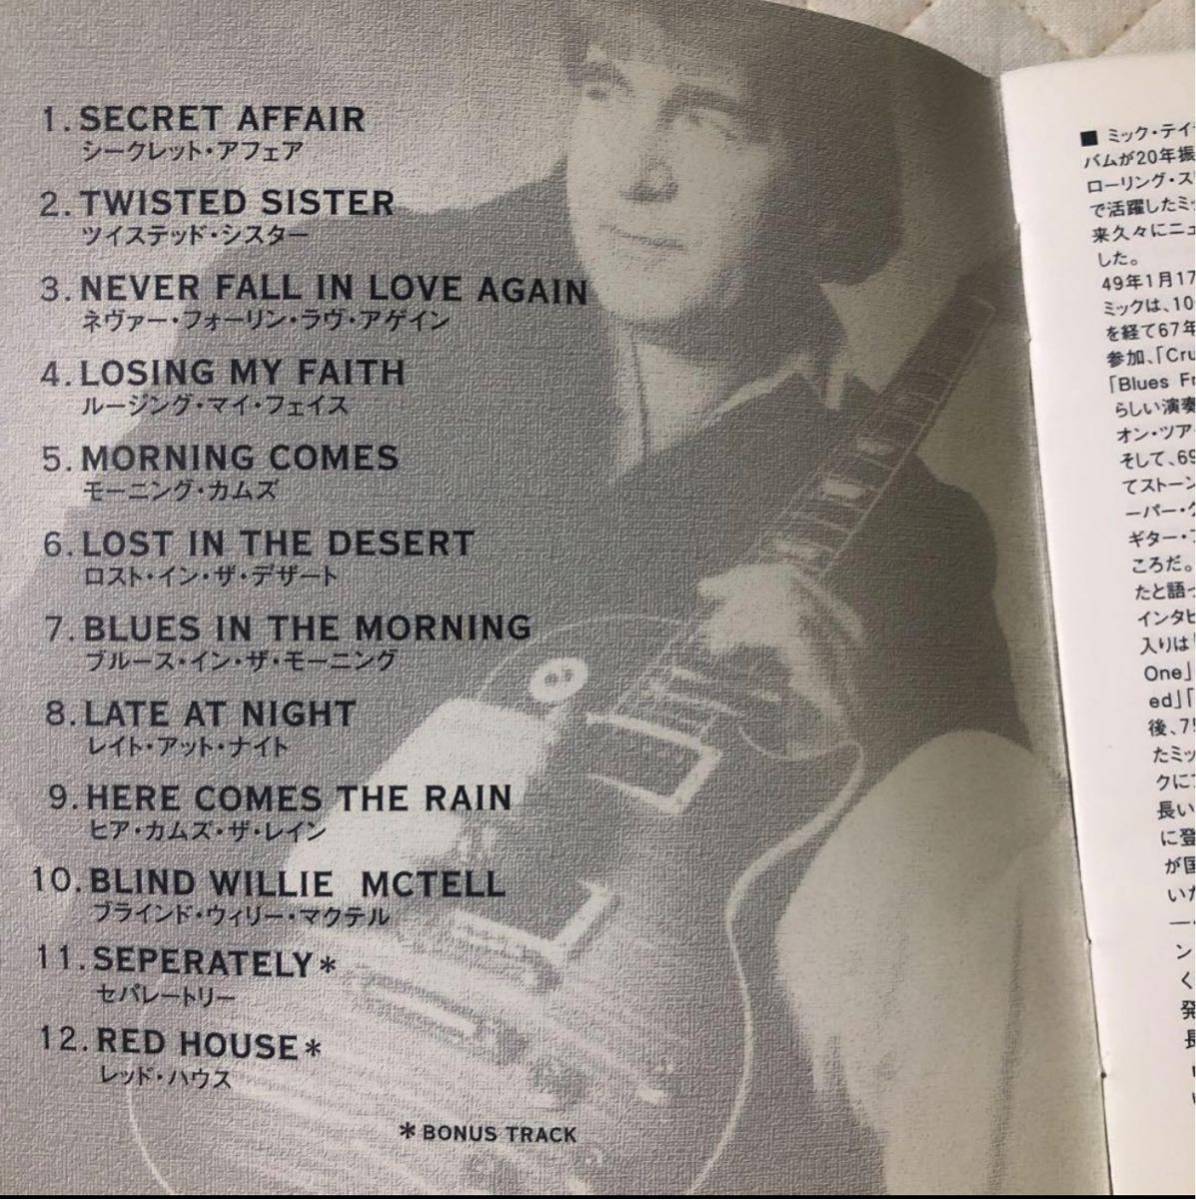 1. SECRET AFFAIR
シークレット・アフェア
2. TWISTED SISTER
ツイステッド・シスター
3. NEVER FALL IN LOVE AGAIN
ネヴァー・フォーリン・ラヴ・アゲイン
4. LOSING MY FAITH
ルージング・マイ・フェイス
5. MORNING COMES
モーニング・カムズ
6. LOST IN THE DESERT
ロスト・イン・ザ・デザート
7. BLUES IN THE MORNING
ブルース・イン・ザ・モーニング
8. LATE AT NIGHT
レイト・アット・ナイト
9. HERE COMES THE RAIN
ヒア・カムズ・ザ・レイン
10. BLIND WILLIE MCTELL
ブラインド・ウィリー・マクテル
11. SEPERATELY*
セパレートリー
12. RED HOUSE*
レッド・ハウス
*BONUS TRACK
■ ミック・テイ
バムが20年振
ローリング・ス
で活躍したミッ
来久々にニュ
した。
49年1月17
ミックは、10
を経て67年
参加、「Cru
「Blues Fr
らしい演奏
オン・ツアー
そして、69
てストーン
ーパー・グ
ギター・
ころだ。
たと語っ
インタビ
入りは
One」
ed」「
後、75
たミッ
クに
長い
に登
が
いた
ン
く
発
長